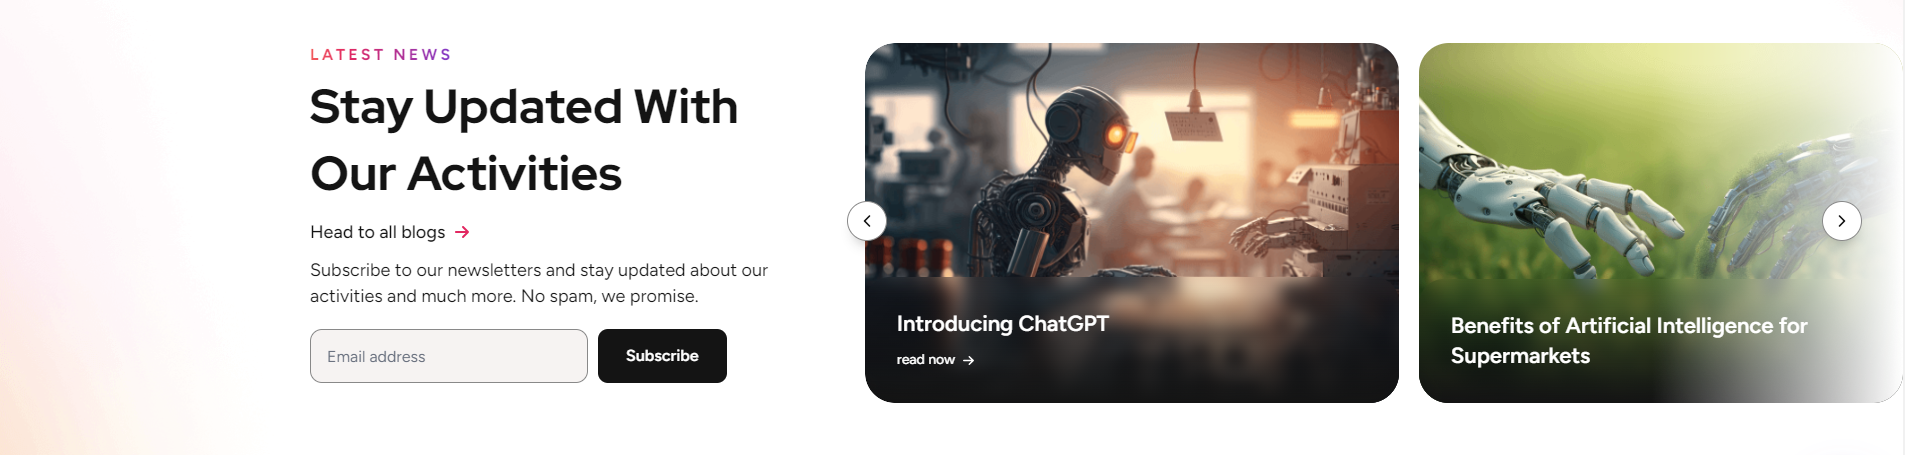 LATEST NEWS
Stay Updated With
Our Activities
Head to all blogs
Subscribe to our newsletters and stay updated about our
activities and much more. No spam, we promise.
Email address
Subscribe
Introducing ChatGPT
read now
Benefits of Artificial Intelligence for
Supermarkets